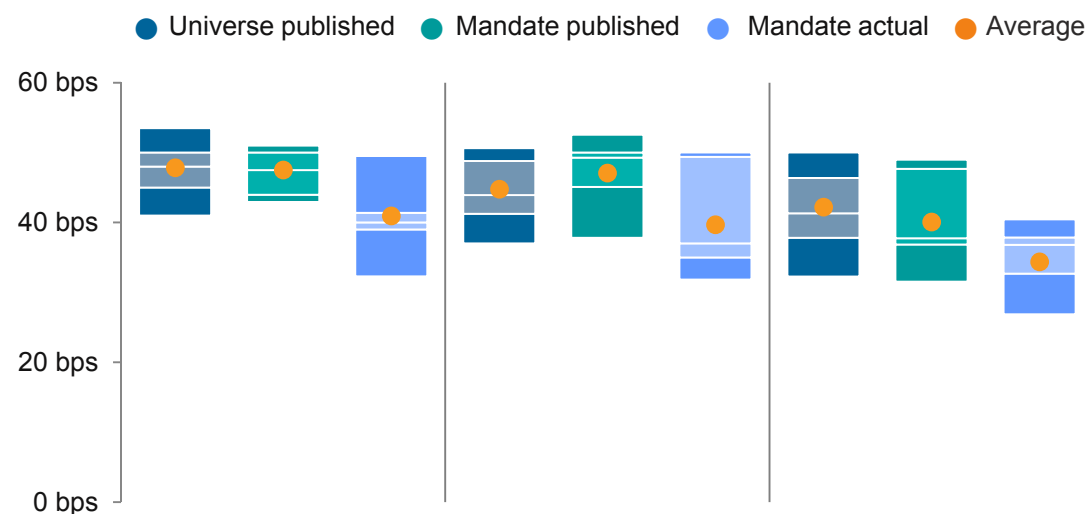 Universe published Mandate published Mandate actual Average
60 bps
40 bps
20 bps
0 bps